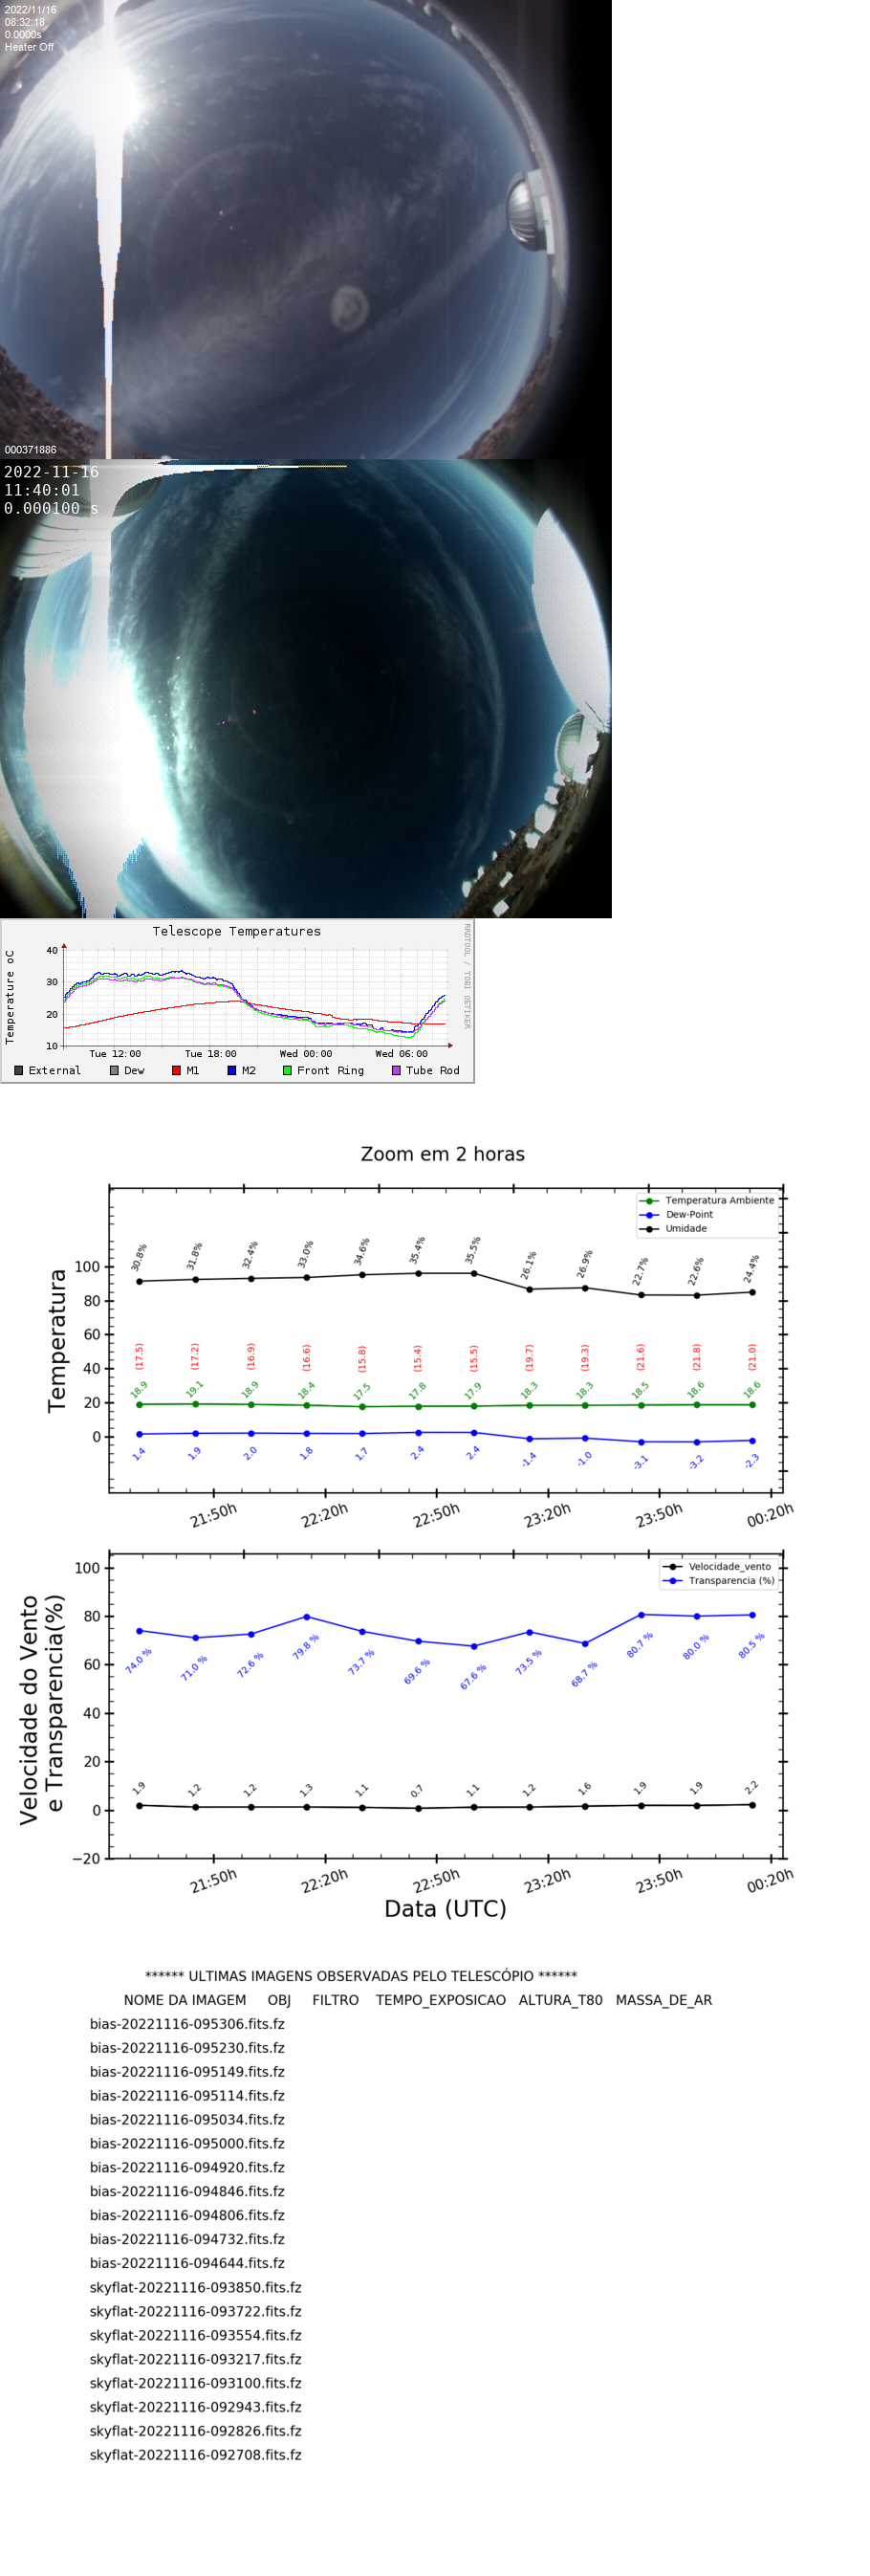 2022/11/16
08:32:18
0.0000s
Heater Off
000371886
2022-11-16
11:40:01
0.000100 s
Telescope Temperatures
RRDTOOL / TOBI OETIKER
Temperature oC
40
30
20
10
Tue 12:00 Tue 18:00 Wed 00:00 Wed 06:00
External Dew M1 M2 Front Ring Tube Rod
Zoom em 2 horas
Temperatura Ambiente
Dew-Point
Umidade
Temperatura
100
80
60
40
20
0
30.8% 31.8% 32.4% 33.0% 34.6% 35.4% 35.5% 26.1% 26.9% 22.7% 22.6% 24.4%
(17.5) (17.2) (16.9) (16.6) (15.8) (15.4) (15.5) (19.7) (19.3) (21.6) (21.8) (21.0)
18.9 19.1 18.9 18.4 17.5 17.8 17.9 18.3 18.3 18.5 18.6 18.6
1.4 1.9 2.0 1.8 1.7 2.4 2.4 -1.4 -1.0 -3.1 -3.2 -2.3
21:50h 22:20h 22:50h 23:20h 23:50h 00:20h
Velocidade_vento
Transparencia (%)
Velocidade do Vento
e Transparencia(%)
100
80
60
40
20
0
−20
74.0 % 71.0 % 72.6 % 79.8 % 73.7 % 69.6 % 67.6 % 73.5 % 68.7 % 80.7 % 80.0 % 80.5 %
1.9 1.2 1.2 1.3 1.1 0.7 1.1 1.2 1.6 1.9 1.9 2.2
21:50h 22:20h 22:50h 23:20h 23:50h 00:20h
Data (UTC)
****** ULTIMAS IMAGENS OBSERVADAS PELO TELESCÓPIO ******
NOME DA IMAGEM OBJ FILTRO TEMPO_EXPOSICAO ALTURA_T80 MASSA_DE_AR
bias-20221116-095306.fits.fz
bias-20221116-095230.fits.fz
bias-20221116-095149.fits.fz
bias-20221116-095114.fits.fz
bias-20221116-095034.fits.fz
bias-20221116-095000.fits.fz
bias-20221116-094920.fits.fz
bias-20221116-094846.fits.fz
bias-20221116-094806.fits.fz
bias-20221116-094732.fits.fz
bias-20221116-094644.fits.fz
skyflat-20221116-093850.fits.fz
skyflat-20221116-093722.fits.fz
skyflat-20221116-093554.fits.fz
skyflat-20221116-093217.fits.fz
skyflat-20221116-093100.fits.fz
skyflat-20221116-092943.fits.fz
skyflat-20221116-092826.fits.fz
skyflat-20221116-092708.fits.fz